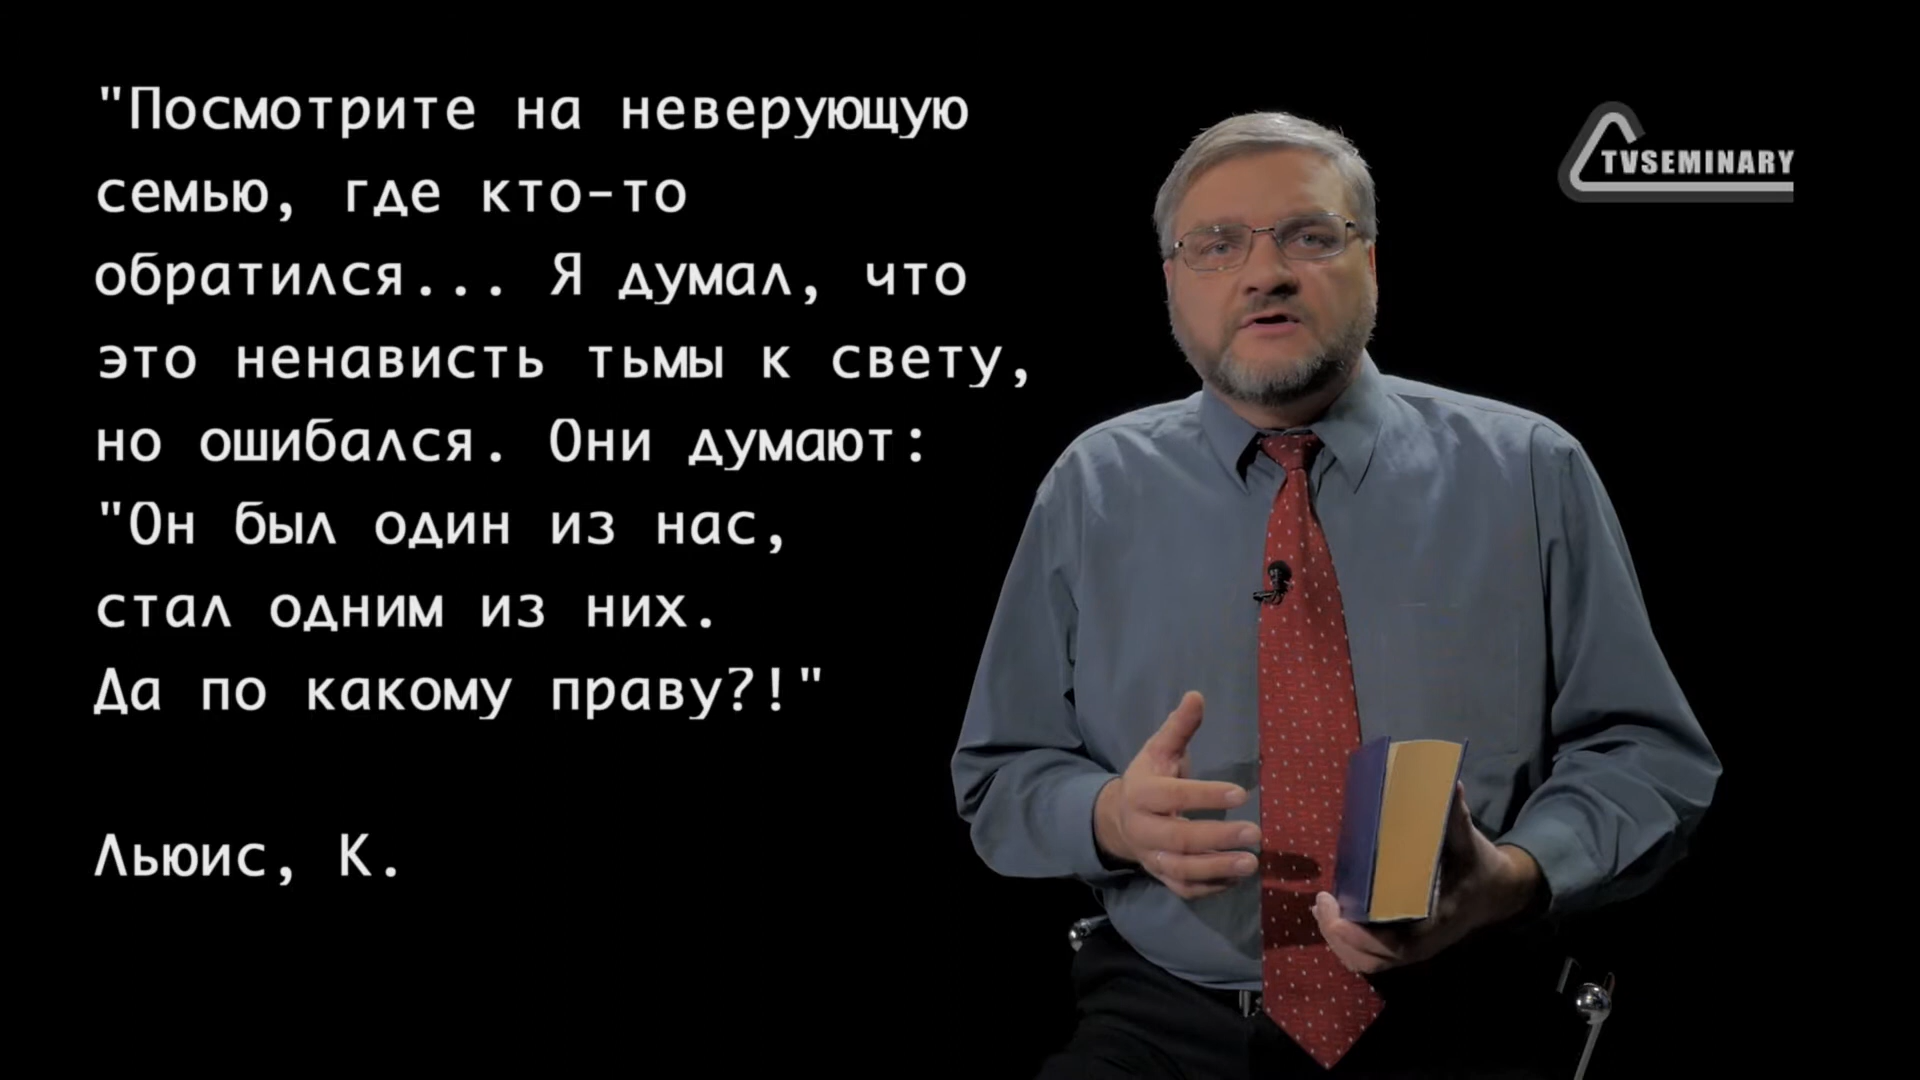 "Посмотрите на неверующую
семью, где кто-то
обратился... Я думал, что
это ненависть тьмы к свету,
но ошибался. Они думают:
"Он был один из нас,
стал одним из них.
Да по какому праву?!"
Льюис, К.
TVSEMINARY